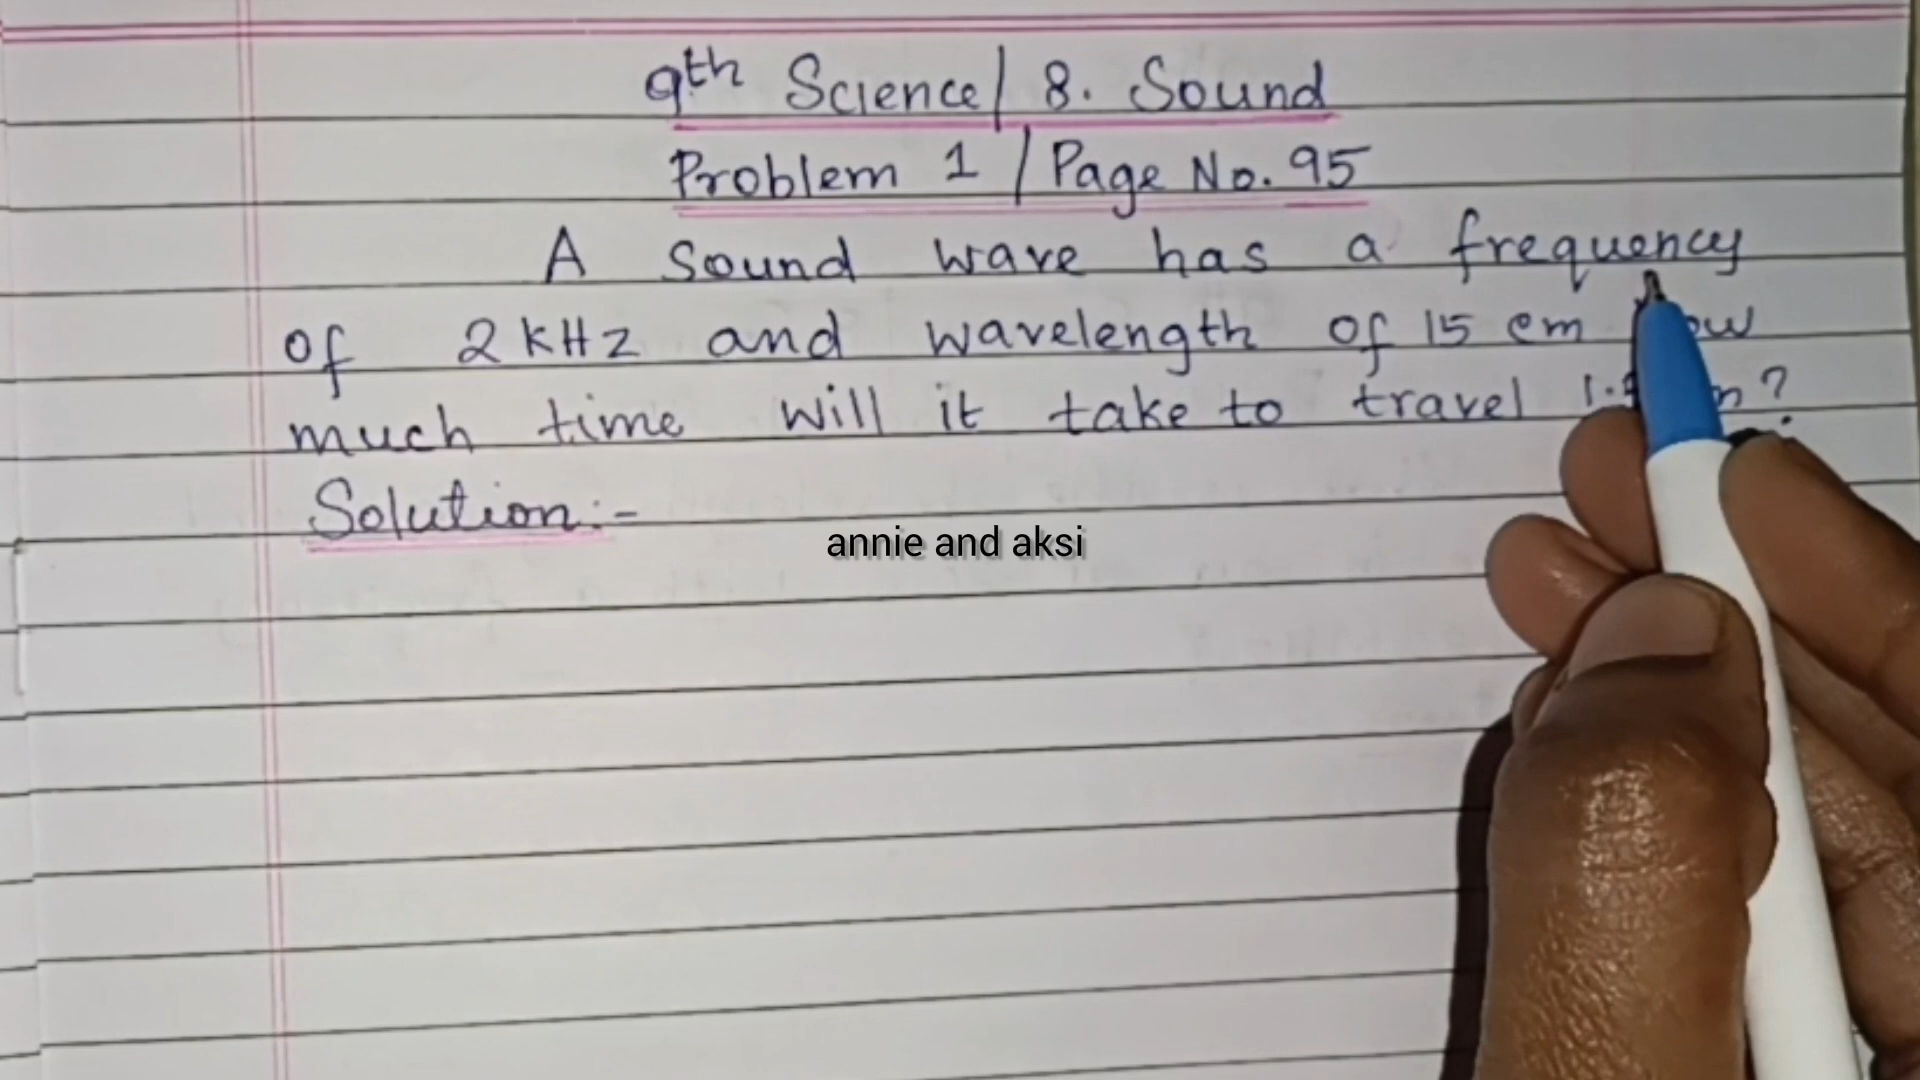 9th Science | 8. Sound
Problem 1 | Page No. 95
A sound wave has a frequency
of 2 kHz and wavelength of 15 cm
much time will it take to travel ?
Solution:-
annie and aksi